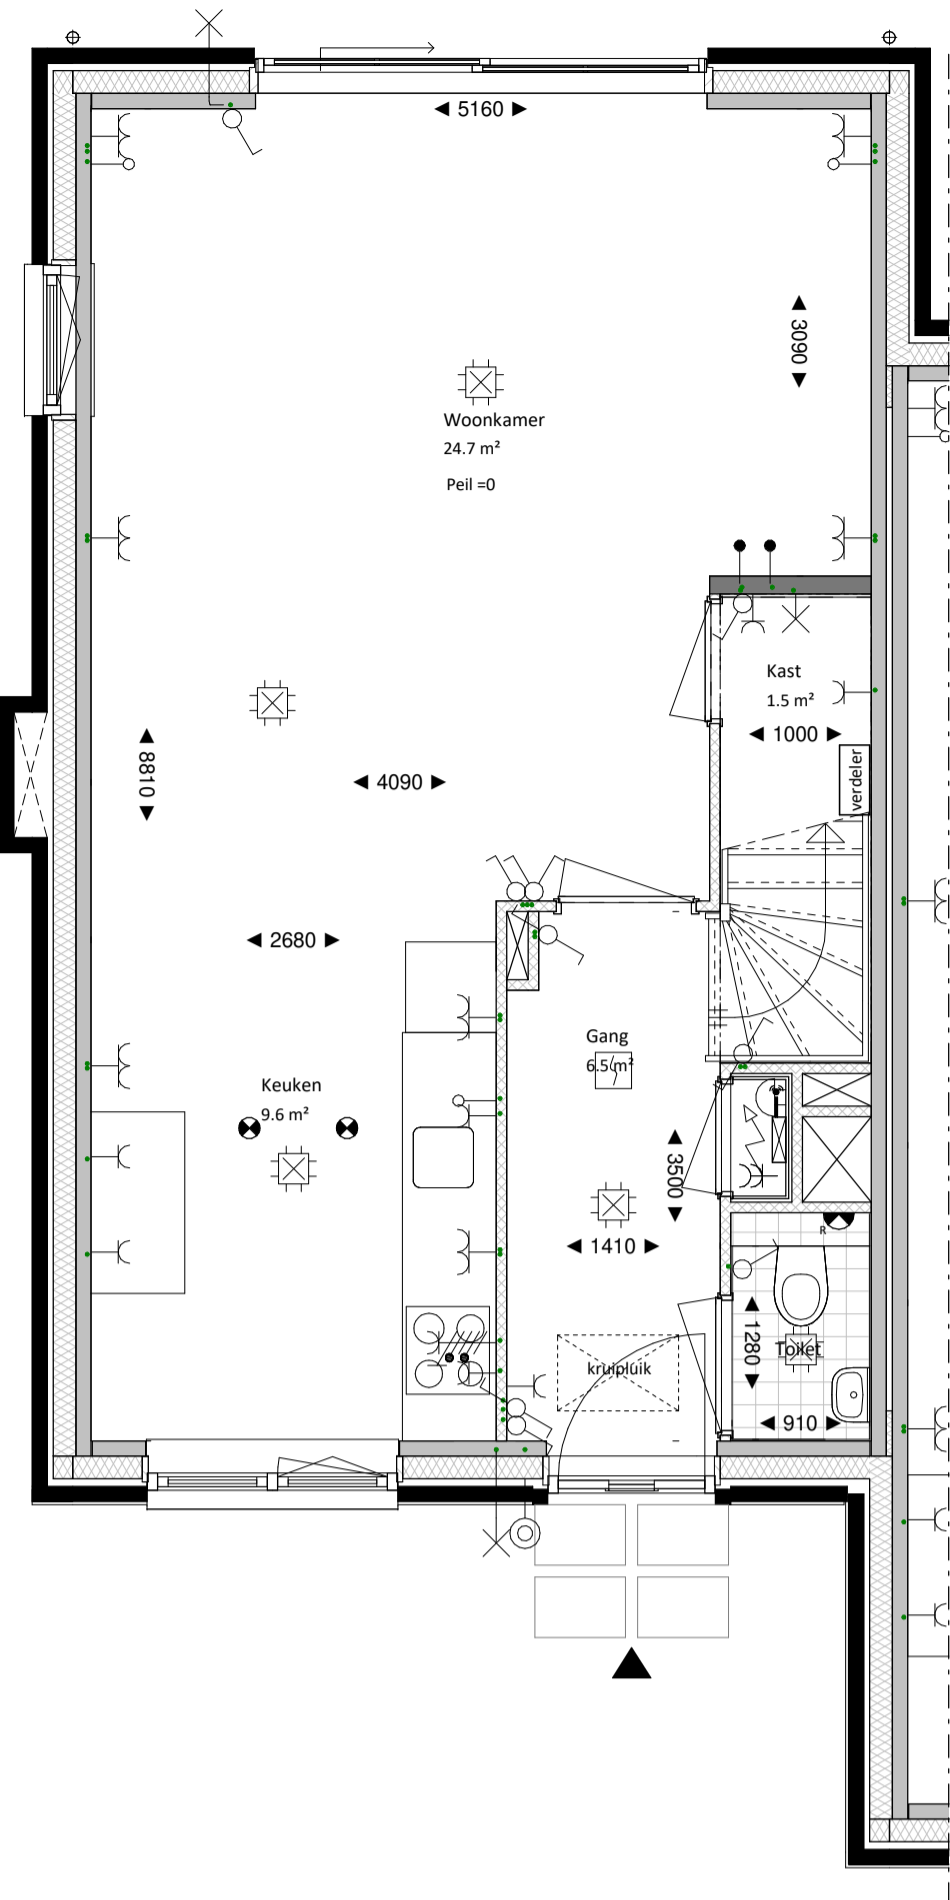 5160
3090
Woonkamer
24.7 m²
Peil =0
Kast
1.5 m²
1000
verdeler
8810
4090
2680
Gang
6.5 m²
Keuken
9.6 m²
3500
1410
R
1280
Toilet
kruipluik
910